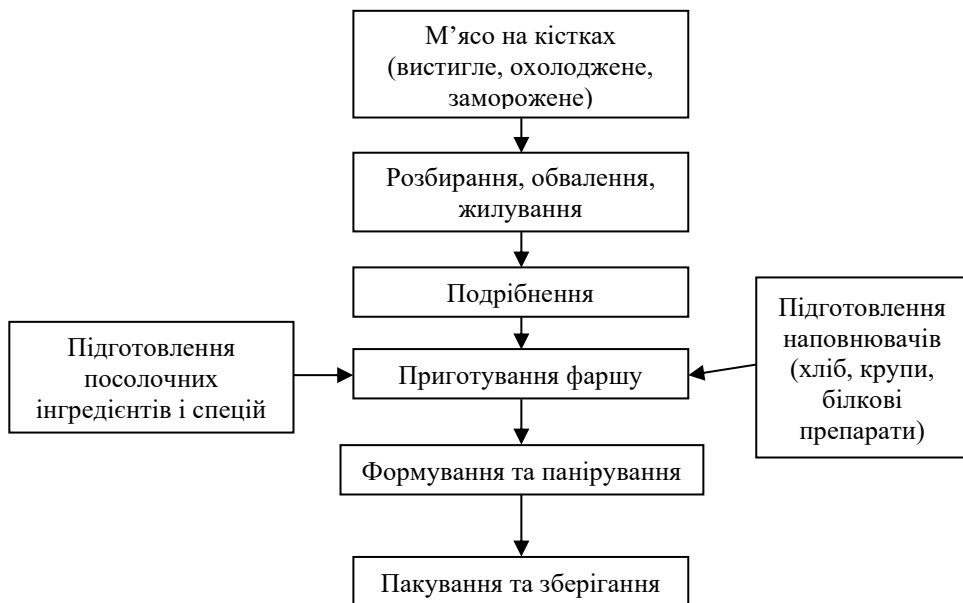 М’ясо на кістках
(вистигле, охолоджене,
заморожене)
Розбирання, обвалення,
жилування
Подрібнення
Підготовлення
посолочних
інгредієнтів і спецій
Приготування фаршу
Підготовлення
наповнювачів
(хліб, крупи,
білкові
препарати)
Формування та панірування
Пакування та зберігання